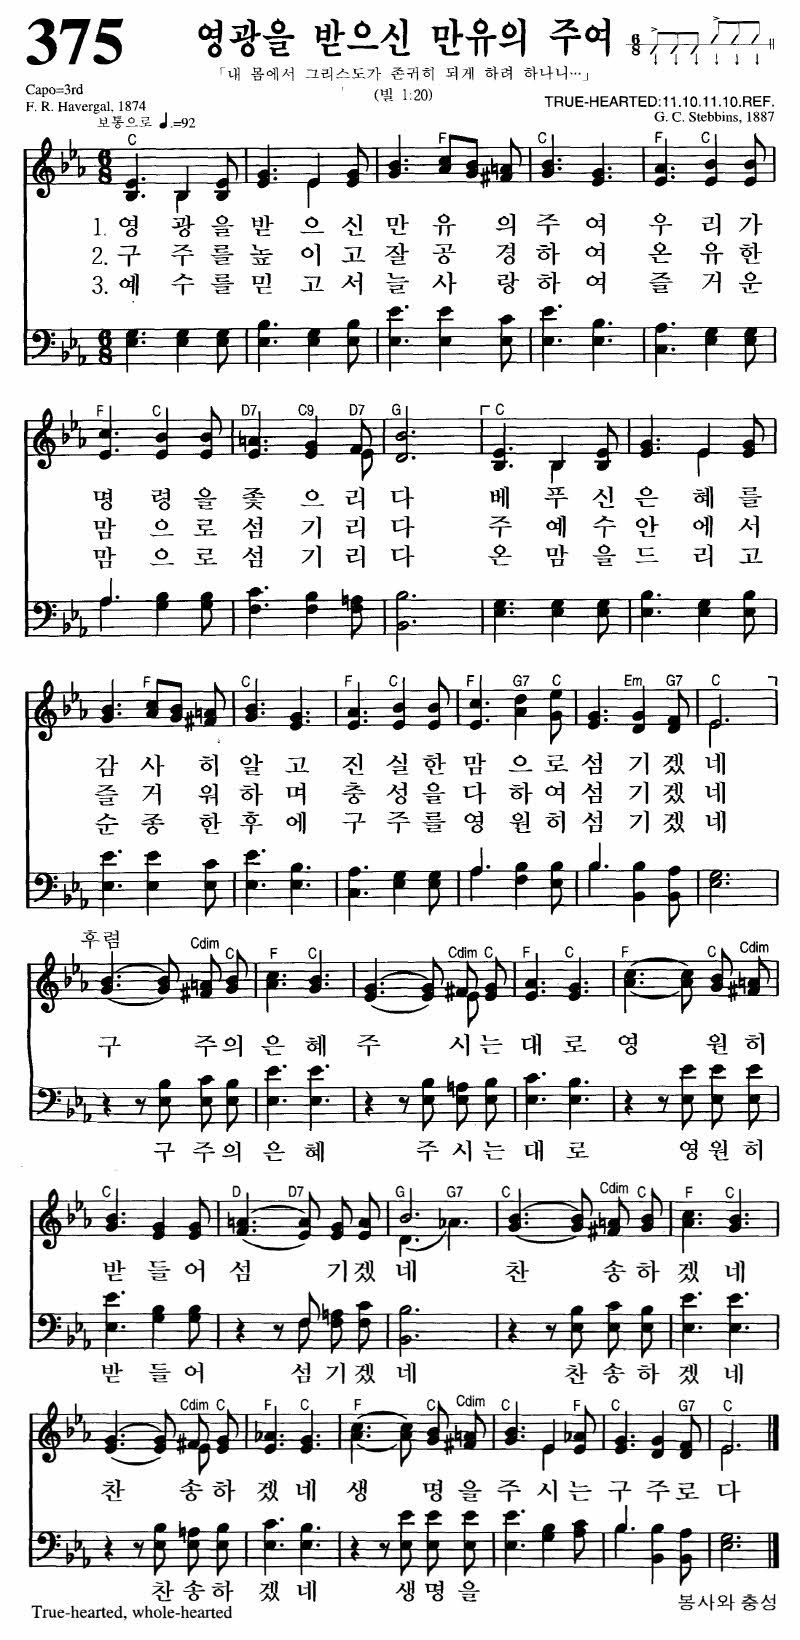 375 영광을 받으신 만유의 주여
「내 몸에서 그리스도가 존귀히 되게 하려 하나니…」
(빌 1:20)
Capo=3rd
F. R. Havergal, 1874
TRUE-HEARTED:11.10.11.10.REF.
G. C. Stebbins, 1887
보통으로 ♩.=92
C F C F C
6/8
1. 영 광 을 받 으 신 만 유 의 주 여 우 리 가
2. 구 주 를 높 이 고 잘 공 경 하 여 온 유 한
3. 예 수 를 믿 고 서 늘 사 랑 하 여 즐 거 운
6/8
F C D7 C9 D7 G C
명 령 을 좇 으 리 다 베 푸 신 은 혜 를
맘 으 로 섬 기 리 다 주 예 수 안 에 서
맘 으 로 섬 기 리 다 온 맘 을 드 리 고
F C F C F G7 C Em G7 C
감 사 히 알 고 진 실 한 맘 으 로 섬 기 겠 네
즐 거 워 하 며 충 성 을 다 하 여 섬 기 겠 네
순 종 한 후 에 구 주 를 영 원 히 섬 기 겠 네
후렴
Cdim C F C Cdim C F C F C Cdim
구 주의 은 혜 주 시는 대 로 영 원 히
구 주 의 은 혜 주 시 는 대 로 영 원 히
C D D7 G G7 C Cdim C F C
받 들 어 섬 기겠 네 찬 송 하 겠 네
받 들 어 섬 기 겠 네 찬 송 하 겠 네
Cdim C F C F C Cdim C F C G7 C
찬 송 하 겠 네 생 명 을 주 시 는 구 주 로 다
찬 송 하 겠 네 생 명 을
True-hearted, whole-hearted
봉사와 충성